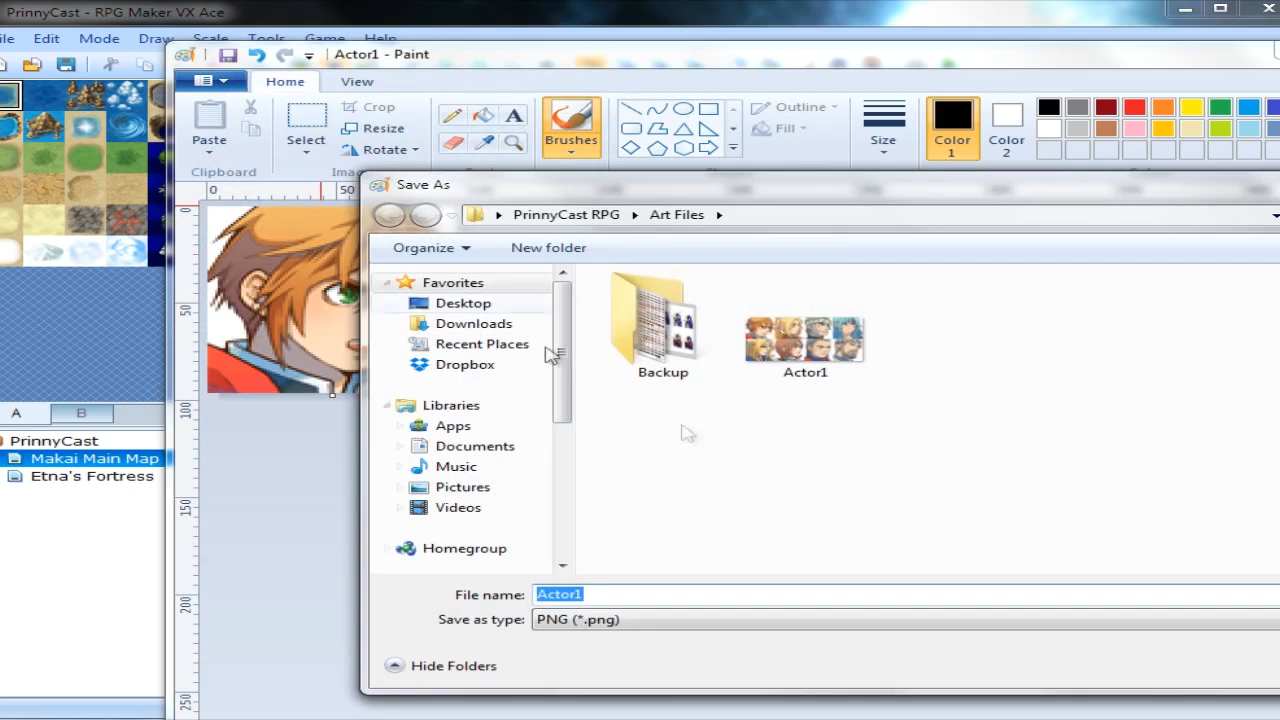 PrinnyCast - RPG Maker VX Ace
ile Edit Mode Draw Scale Tools Game Help
Actor1 - Paint
Home View
Paste
Select
Crop
Resize
Rotate
A
Brushes
Outline
Fill
Size
Color 1
Color 2
Clipboard
Ima
0 50
0
50
100
150
200
250
Save As
PrinnyCast RPG Art Files
Organize New folder
Favorites
Desktop
Downloads
Recent Places
Dropbox
Libraries
Apps
Documents
Music
Pictures
Videos
Homegroup
Backup
Actor1
File name: Actor1
Save as type: PNG (*.png)
Hide Folders
A B
PrinnyCast
Makai Main Map
Etna's Fortress